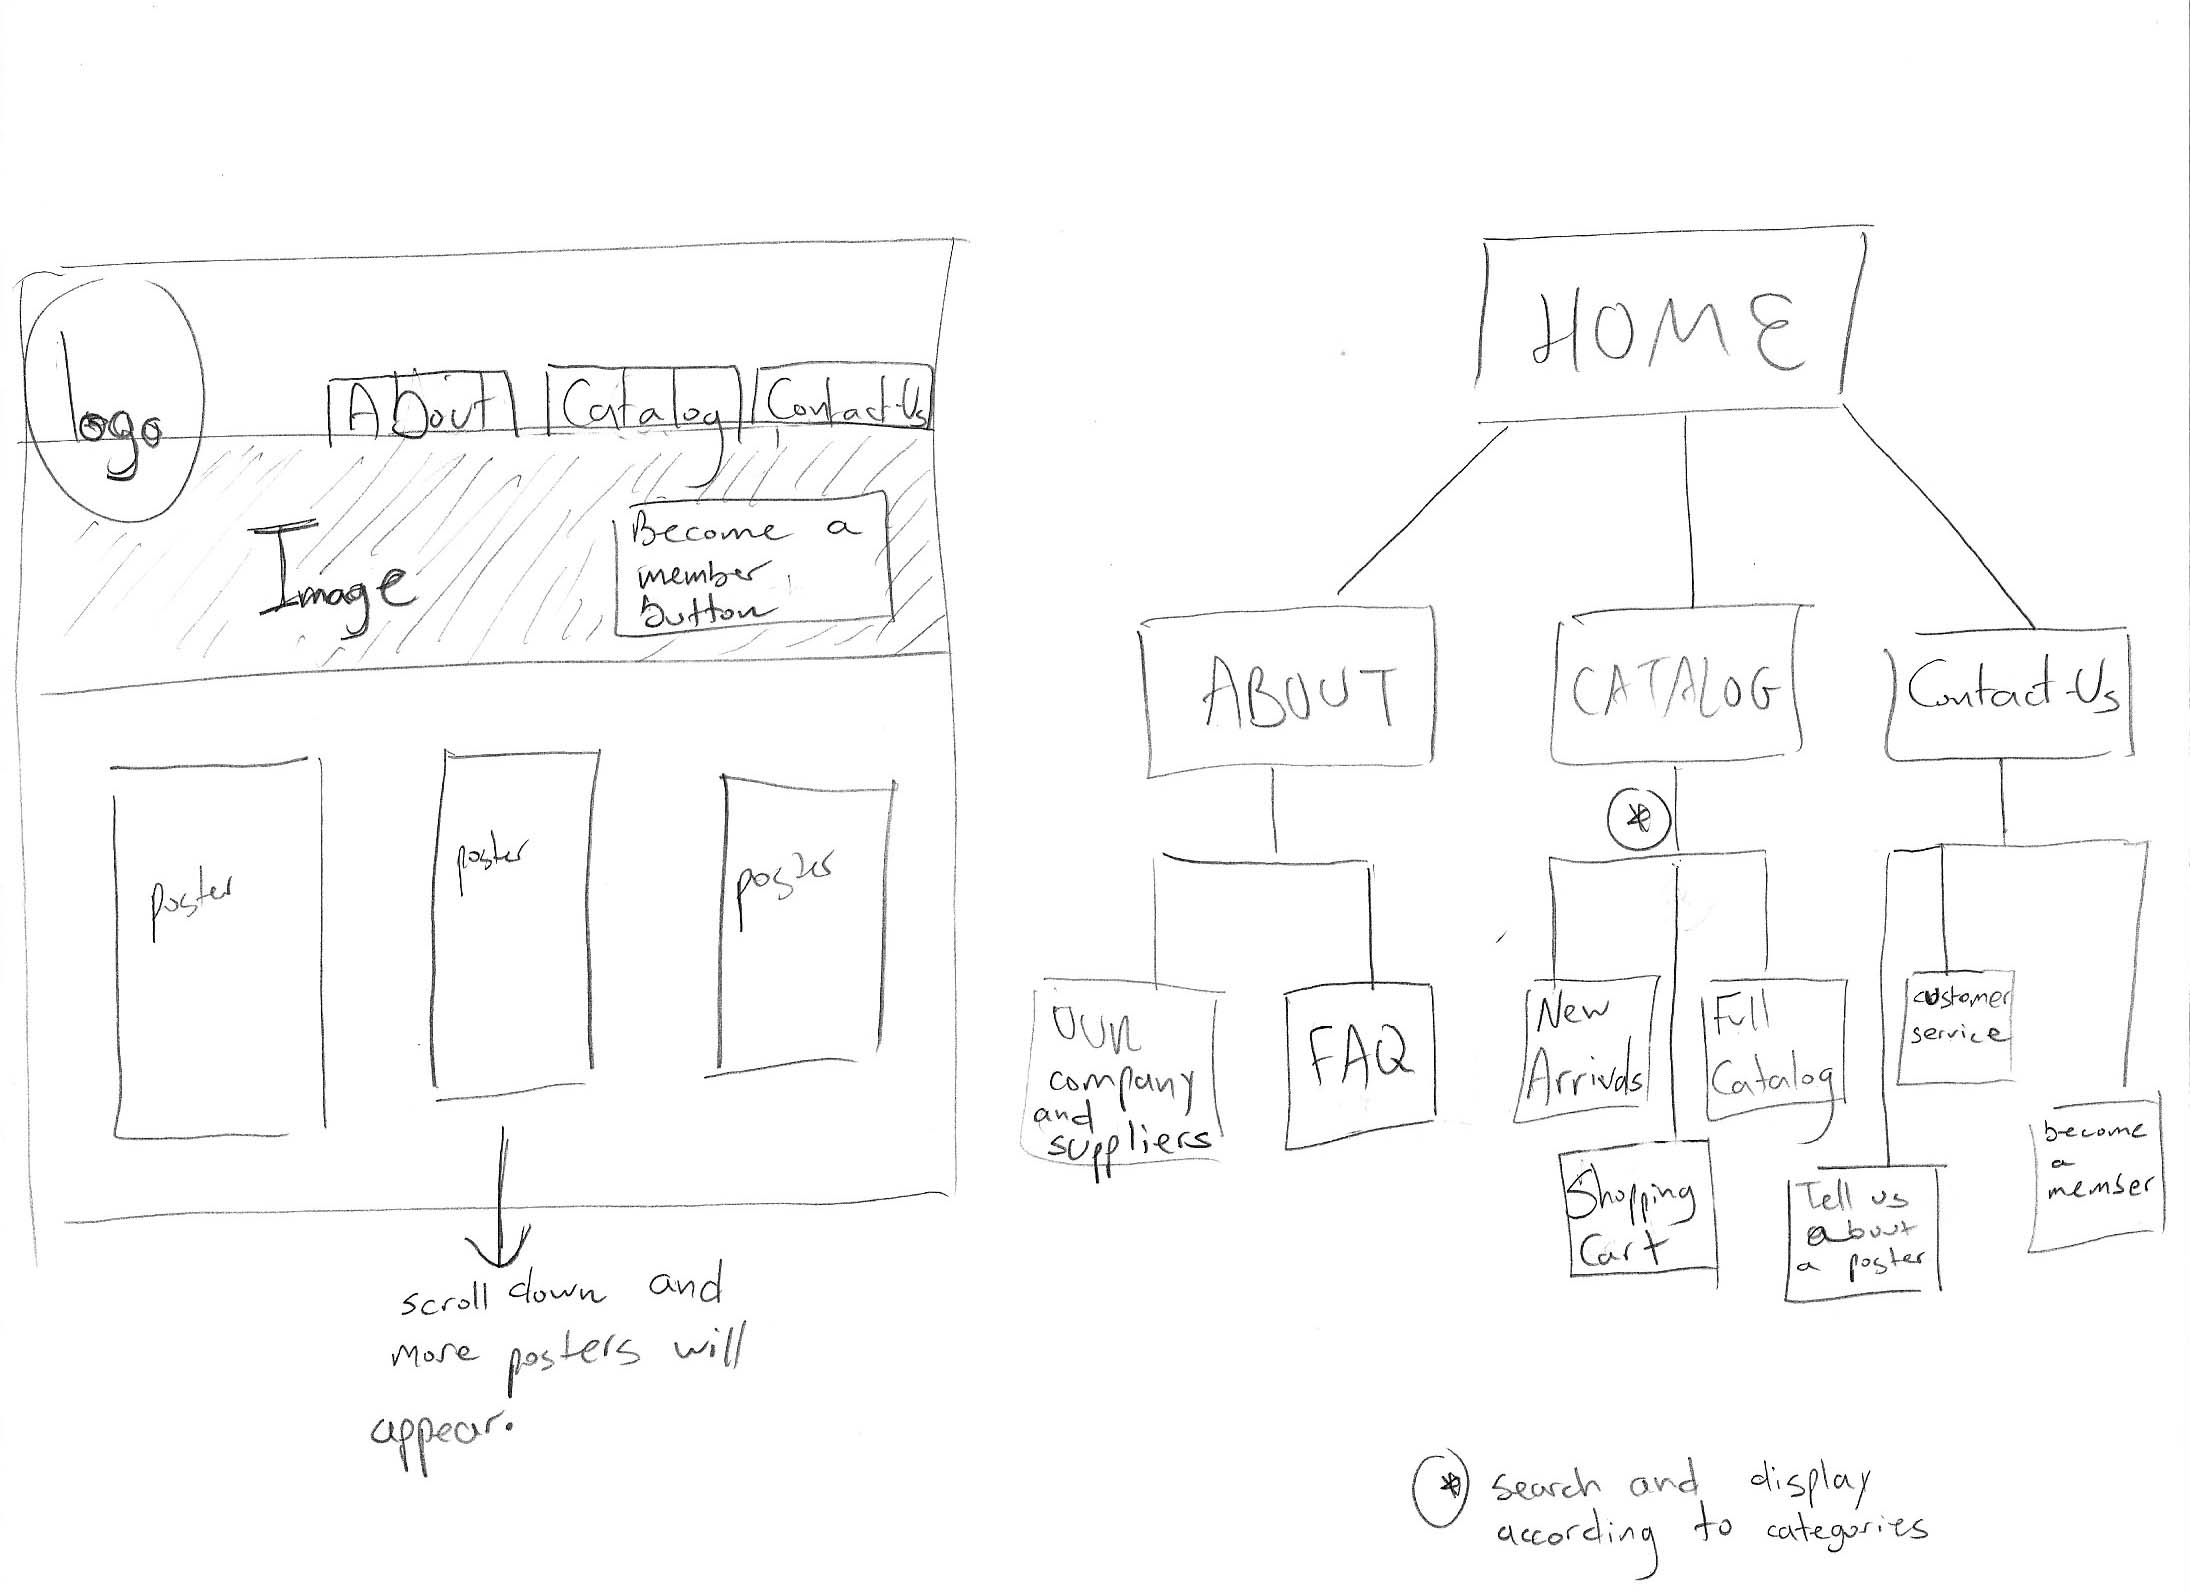 logo
About
Catalog
Contact-Us
Image
Become a
member
button
poster
poster
poster
scroll down and
more posters will
appear.
HOME
ABOUT
CATALOG
Contact-Us
*
OUR
company
and
suppliers
FAQ
New
Arrivals
Full
Catalog
Shopping
Cart
customer
service
Tell us
about
a poster
become
a
member
* search and display
according to categories